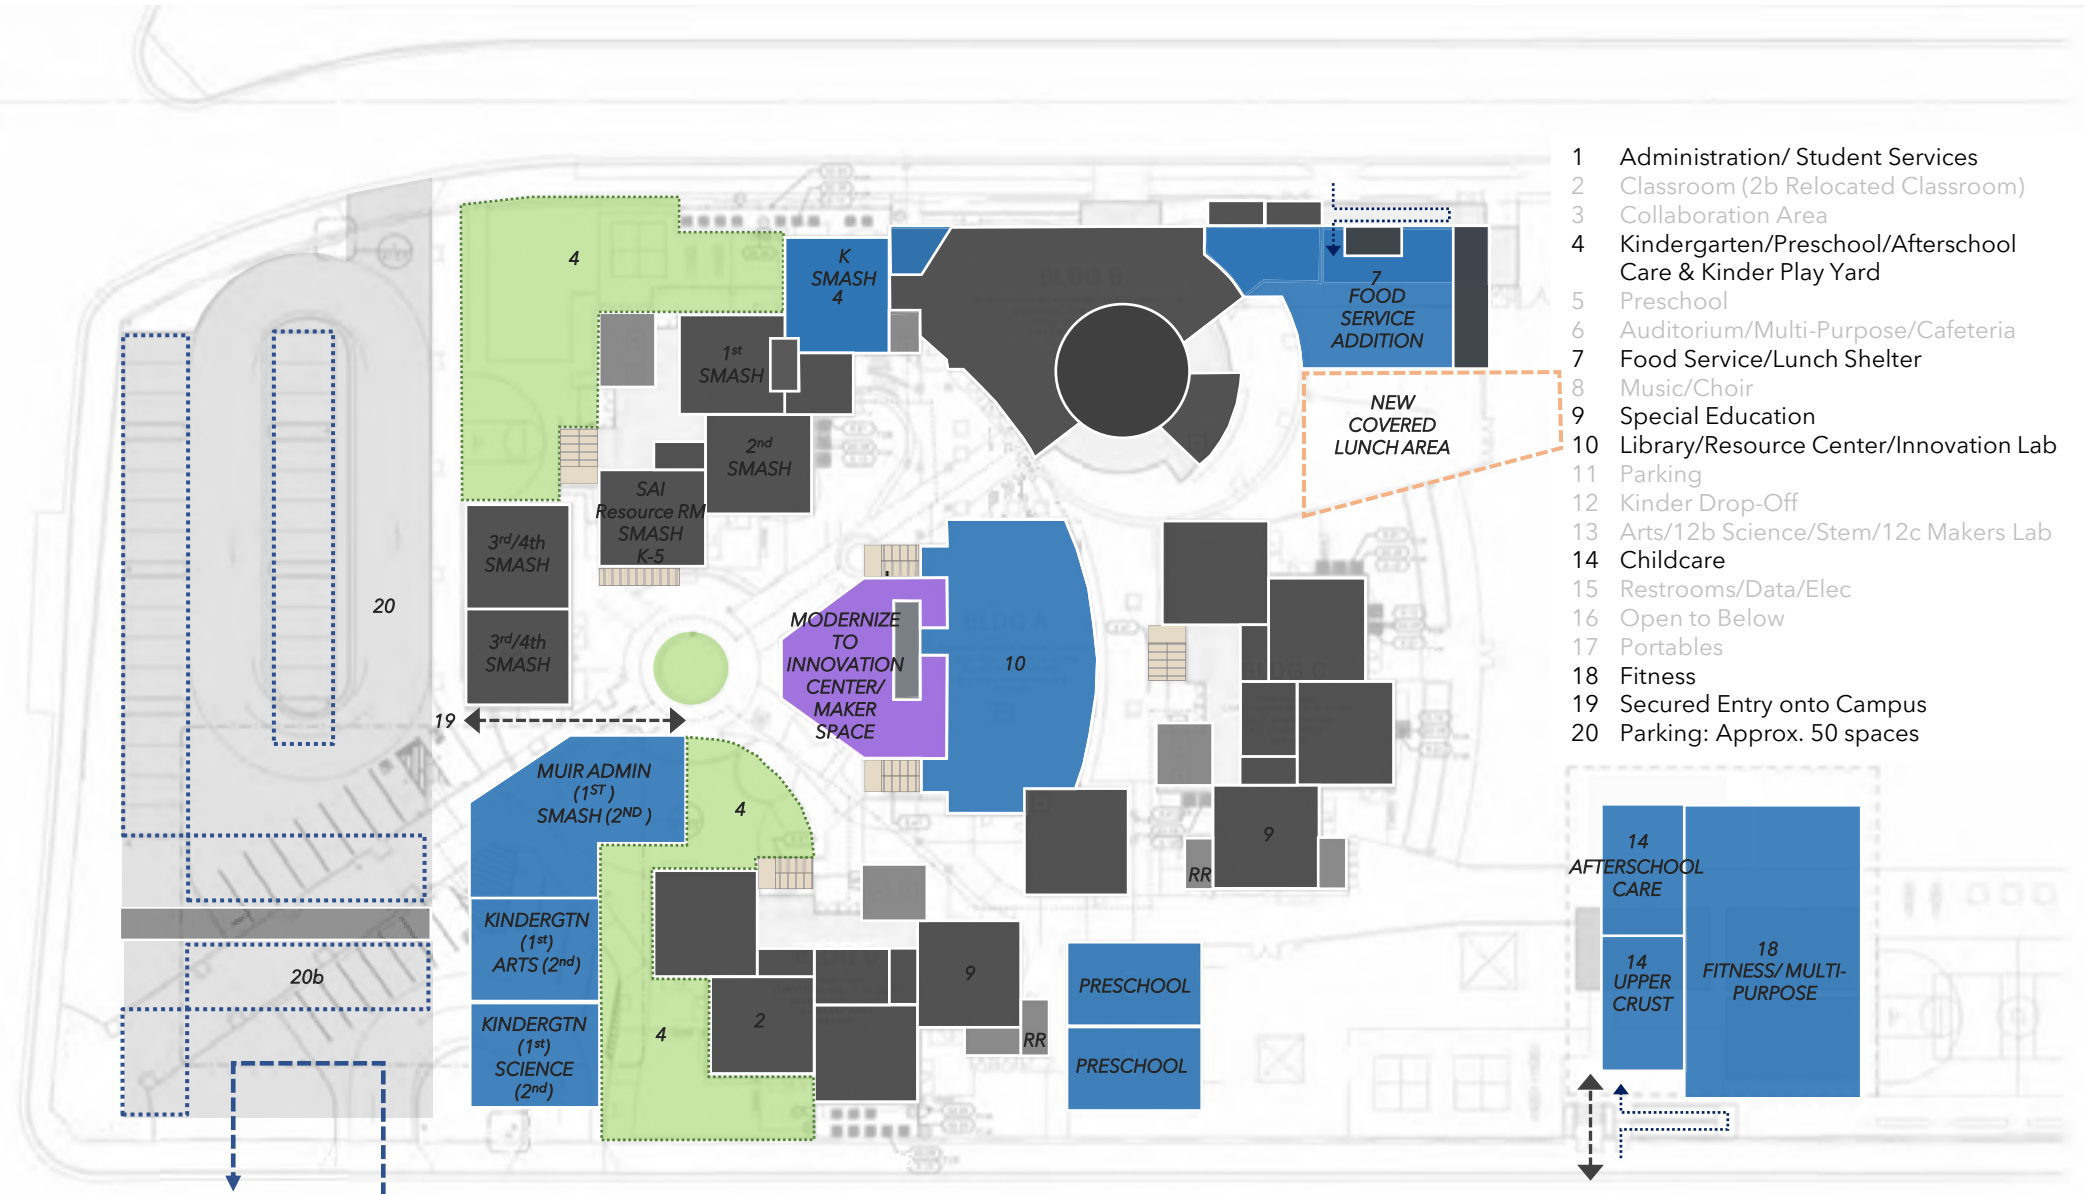 1 Administration/ Student Services
2 Classroom (2b Relocated Classroom)
3 Collaboration Area
4 Kindergarten/Preschool/Afterschool
Care & Kinder Play Yard
5 Preschool
6 Auditorium/Multi-Purpose/Cafeteria
7 Food Service/Lunch Shelter
8 Music/Choir
9 Special Education
10 Library/Resource Center/Innovation Lab
11 Parking
12 Kinder Drop-Off
13 Arts/12b Science/Stem/12c Makers Lab
14 Childcare
15 Restrooms/Data/Elec
16 Open to Below
17 Portables
18 Fitness
19 Secured Entry onto Campus
20 Parking: Approx. 50 spaces
4
K
SMASH
4
BLDG B
7
FOOD
SERVICE
ADDITION
1st
SMASH
2nd
SMASH
NEW
COVERED
LUNCH AREA
SAI
Resource RM
SMASH
K-5
3rd/4th
SMASH
3rd/4th
SMASH
20
MODERNIZE
TO
INNOVATION
CENTER/
MAKER
SPACE
BLDG A
10
BLDG C
19
MUIR ADMIN
(1ST)
SMASH (2ND)
4
9
RR
14
AFTERSCHOOL
CARE
KINDERGTN
(1st)
ARTS (2nd)
14
UPPER
CRUST
18
FITNESS/ MULTI-
PURPOSE
20b
BLDG D
9
PRESCHOOL
KINDERGTN
(1st)
SCIENCE
(2nd)
4
2
RR
PRESCHOOL